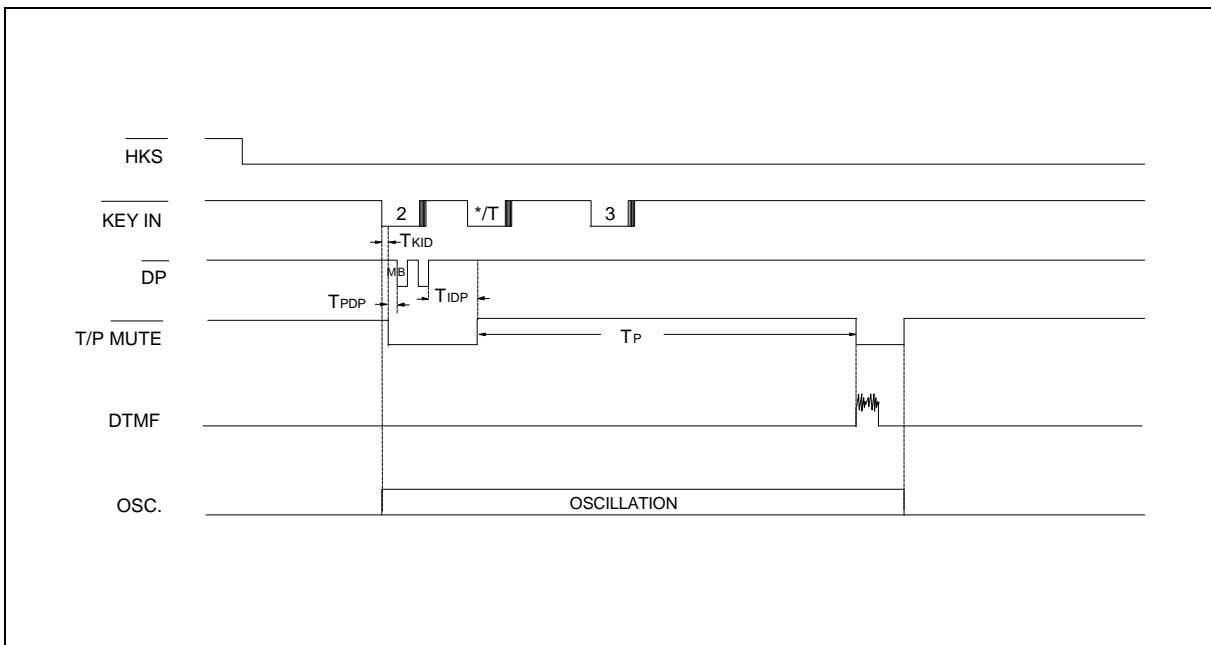 HKS
KEY IN
2
*/T
3
TKID
DP
MB
TPDP
TIDP
T/P MUTE
TP
DTMF
OSC.
OSCILLATION